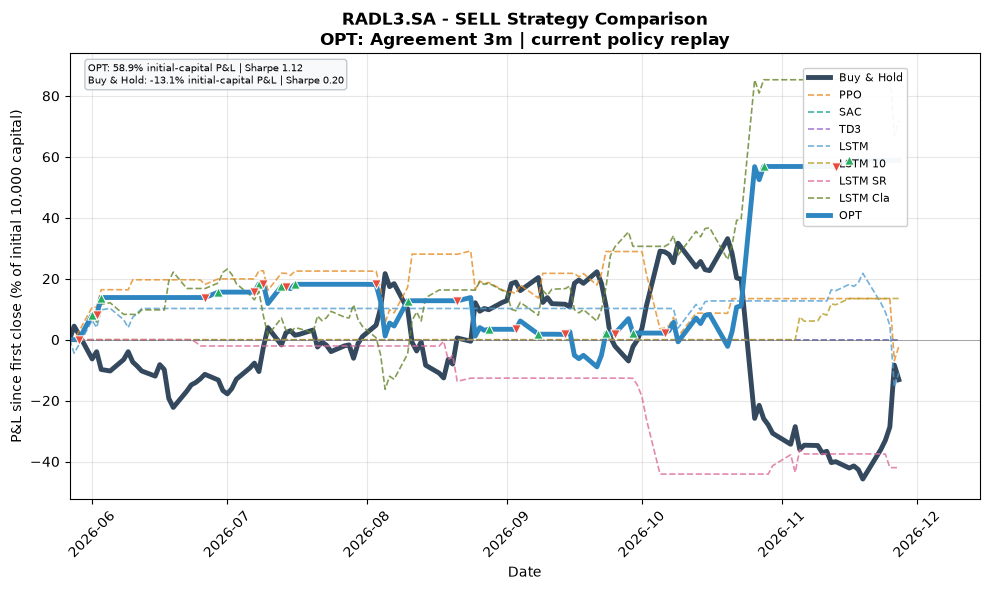 RADL3.SA - SELL Strategy Comparison
OPT: Agreement 3m | current policy replay
OPT: 58.9% initial-capital P&L | Sharpe 1.12
Buy & Hold: -13.1% initial-capital P&L | Sharpe 0.20
Buy & Hold
PPO
SAC
TD3
LSTM
LSTM 10
LSTM SR
LSTM Cla
OPT
P&L since first close (% of initial 10,000 capital)
80
60
40
20
0
−20
−40
2026-06
2026-07
2026-08
2026-09
2026-10
2026-11
2026-12
Date